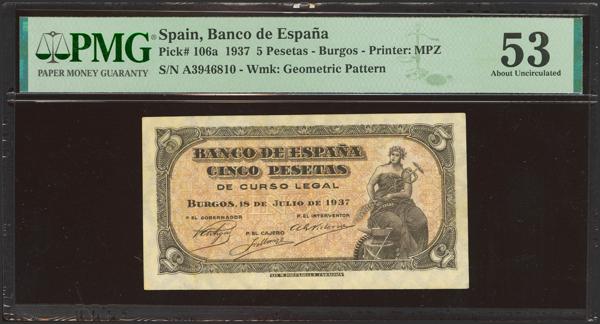 PMG
®
PAPER MONEY GUARANTY
Spain, Banco de España
Pick# 106a 1937 5 Pesetas - Burgos - Printer: MPZ
S/N A3946810 - Wmk: Geometric Pattern
53
About Uncirculated
5
5
BANCO DE ESPAÑA
CINCO PESETAS
DE CURSO LEGAL
BURGOS, 18 DE JULIO DE 1937
P. EL GOBERNADOR
P. EL INTERVENTOR
P. EL CAJERO
5
5